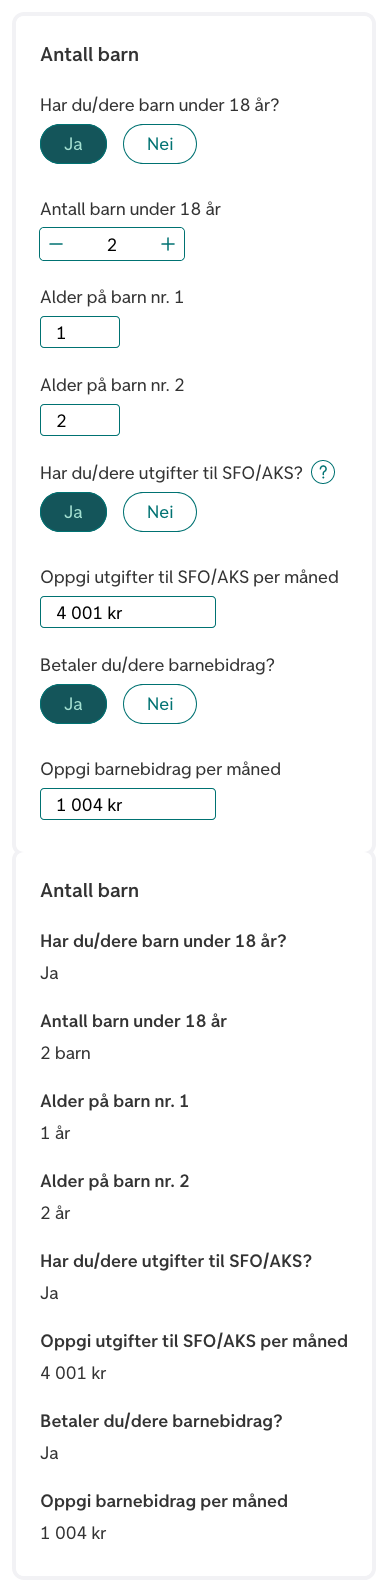 Antall barn
Har du/dere barn under 18 år?
Ja Nei
Antall barn under 18 år
− 2 +
Alder på barn nr. 1
1
Alder på barn nr. 2
2
Har du/dere utgifter til SFO/AKS? ?
Ja Nei
Oppgi utgifter til SFO/AKS per måned
4 001 kr
Betaler du/dere barnebidrag?
Ja Nei
Oppgi barnebidrag per måned
1 004 kr
Antall barn
Har du/dere barn under 18 år?
Ja
Antall barn under 18 år
2 barn
Alder på barn nr. 1
1 år
Alder på barn nr. 2
2 år
Har du/dere utgifter til SFO/AKS?
Ja
Oppgi utgifter til SFO/AKS per måned
4 001 kr
Betaler du/dere barnebidrag?
Ja
Oppgi barnebidrag per måned
1 004 kr